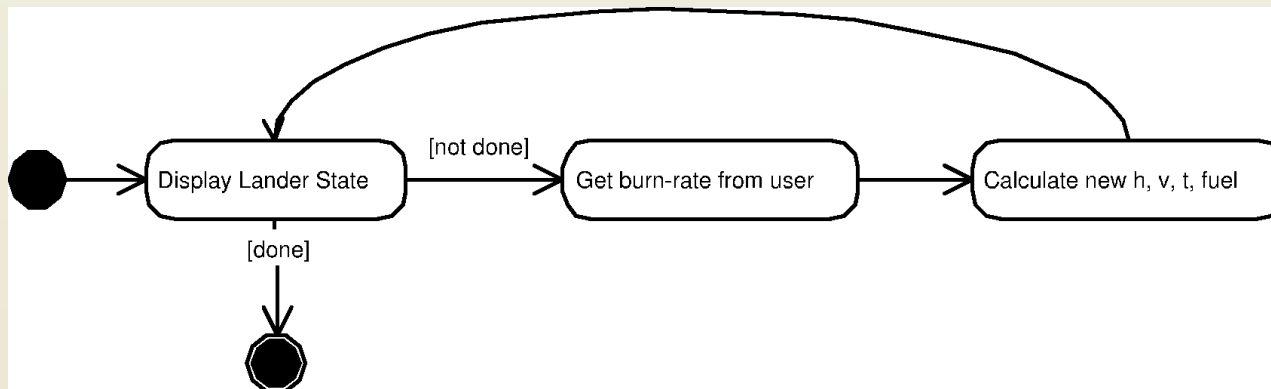 [not done]
Display Lander State
Get burn-rate from user
Calculate new h, v, t, fuel
[done]